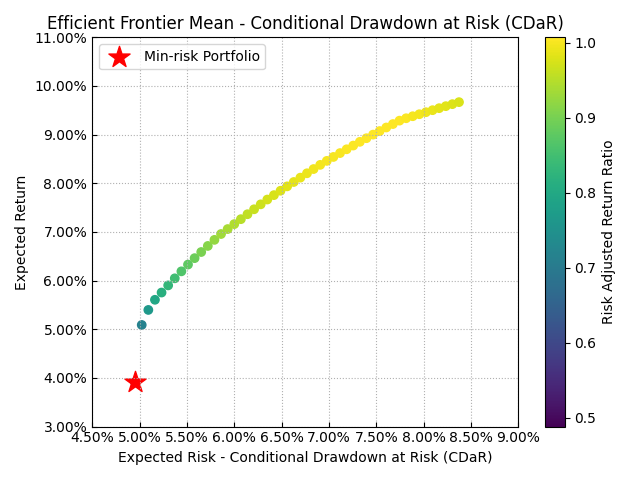 Efficient Frontier Mean - Conditional Drawdown at Risk (CDaR)
Min-risk Portfolio
Expected Return
11.00%
10.00%
9.00%
8.00%
7.00%
6.00%
5.00%
4.00%
3.00%
4.50% 5.00% 5.50% 6.00% 6.50% 7.00% 7.50% 8.00% 8.50% 9.00%
Expected Risk - Conditional Drawdown at Risk (CDaR)
1.0
0.9
0.8
0.7
0.6
0.5
Risk Adjusted Return Ratio